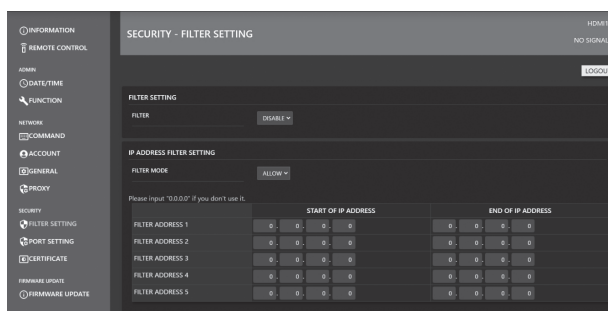 INFORMATION
REMOTE CONTROL
ADMIN
DATE/TIME
FUNCTION
NETWORK
COMMAND
ACCOUNT
GENERAL
PROXY
SECURITY
FILTER SETTING
PORT SETTING
CERTIFICATE
FIRMWARE UPDATE
FIRMWARE UPDATE
SECURITY - FILTER SETTING
HDMI1
NO SIGNAL
LOGOU
FILTER SETTING
FILTER DISABLE
IP ADDRESS FILTER SETTING
FILTER MODE ALLOW
Please input "0.0.0.0" if you don't use it.
START OF IP ADDRESS END OF IP ADDRESS
FILTER ADDRESS 1 0 . 0 . 0 . 0 0 . 0 . 0 . 0
FILTER ADDRESS 2 0 . 0 . 0 . 0 0 . 0 . 0 . 0
FILTER ADDRESS 3 0 . 0 . 0 . 0 0 . 0 . 0 . 0
FILTER ADDRESS 4 0 . 0 . 0 . 0 0 . 0 . 0 . 0
FILTER ADDRESS 5 0 . 0 . 0 . 0 0 . 0 . 0 . 0